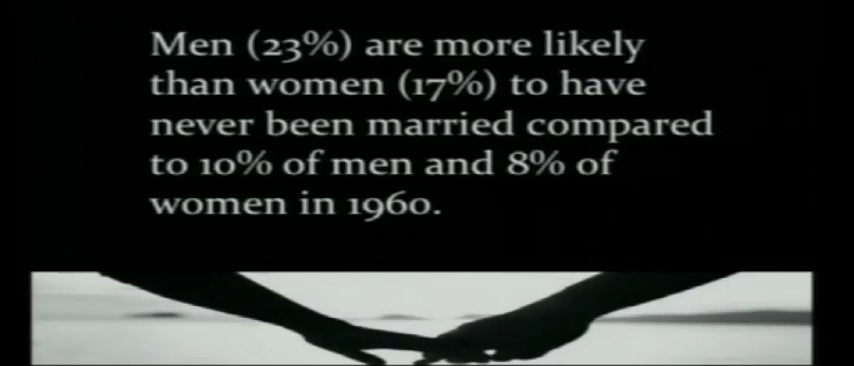 Men (23%) are more likely
than women (17%) to have
never been married compared
to 10% of men and 8% of
women in 1960.